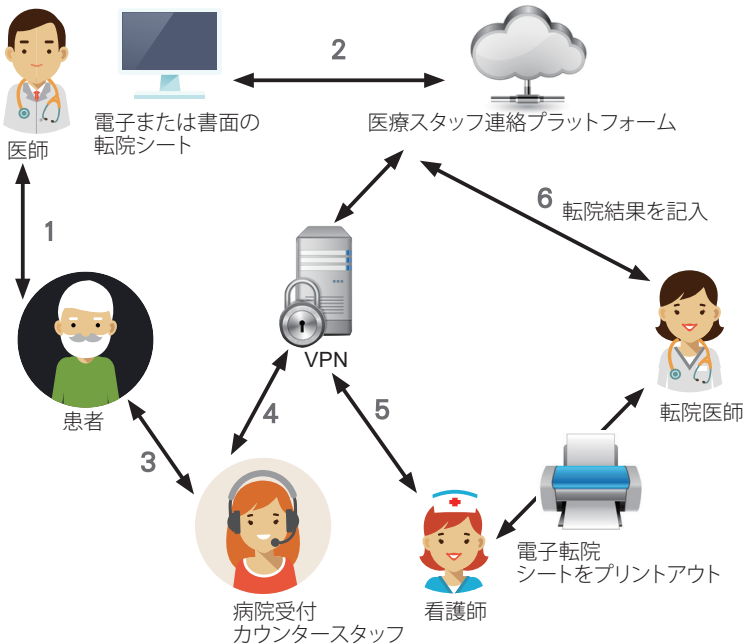 2
電子または書面の
転院シート
医療スタッフ連絡プラットフォーム
医師
1
6
転院結果を記入
VPN
患者
転院医師
4
5
3
電子転院
シートをプリントアウト
病院受付
カウンタースタッフ
看護師